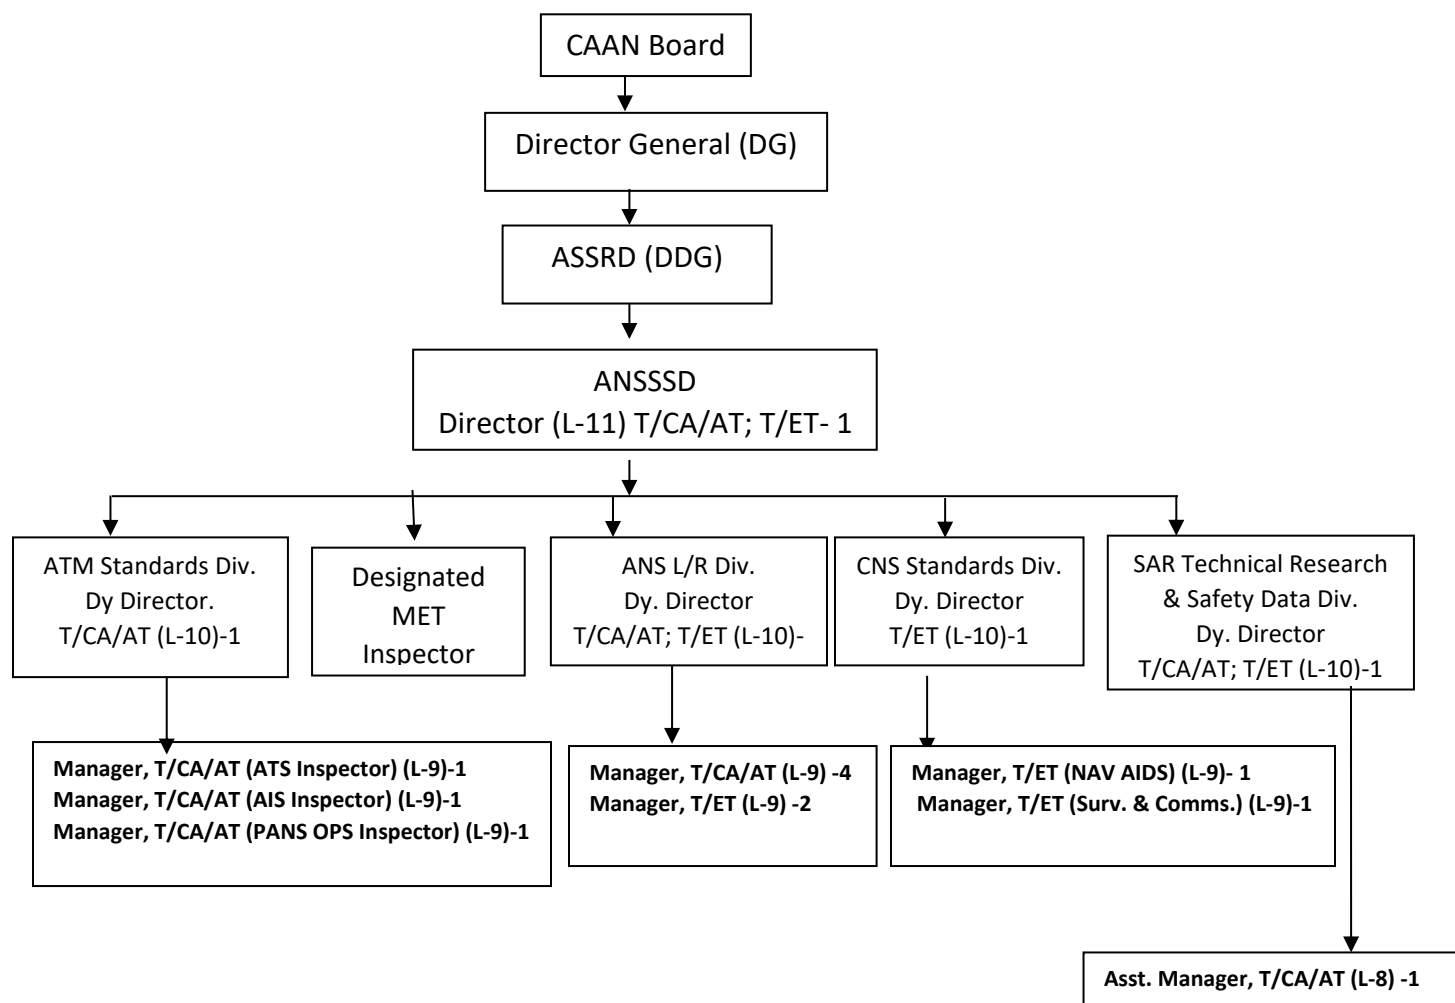 CAAN Board
Director General (DG)
ASSRD (DDG)
ANSSSD
Director (L-11) T/CA/AT; T/ET- 1
ATM Standards Div.
Dy Director.
T/CA/AT (L-10)-1
Designated
MET
Inspector
ANS L/R Div.
Dy. Director
T/CA/AT; T/ET (L-10)-
CNS Standards Div.
Dy. Director
T/ET (L-10)-1
SAR Technical Research
& Safety Data Div.
Dy. Director
T/CA/AT; T/ET (L-10)-1
Manager, T/CA/AT (ATS Inspector) (L-9)-1
Manager, T/CA/AT (AIS Inspector) (L-9)-1
Manager, T/CA/AT (PANS OPS Inspector) (L-9)-1
Manager, T/CA/AT (L-9) -4
Manager, T/ET (L-9) -2
Manager, T/ET (NAV AIDS) (L-9)- 1
Manager, T/ET (Surv. & Comms.) (L-9)-1
Asst. Manager, T/CA/AT (L-8) -1